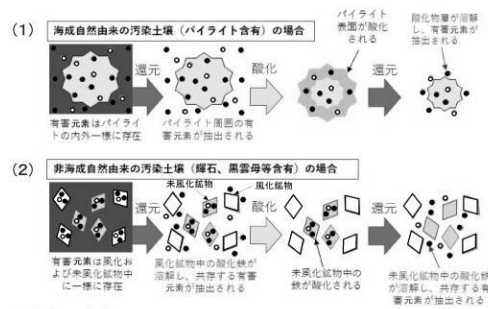 (1) 海成自然由来の汚染土壌（パイライト含有）の場合
パイライト
表面が酸化
される
酸化物層が溶解
し、有害元素が
抽出される
還元
酸化
還元
有害元素はパイライ
トの内外一様に存在
パイライト周囲の有
害元素が抽出される
(2) 非海成自然由来の汚染土壌（輝石、黒雲母等含有）の場合
未風化鉱物
風化鉱物
還元
酸化
還元
有害元素は風化お
よび未風化鉱物中
に一様に存在
風化鉱物中の酸化鉄が
溶解し、共存する有害
元素が抽出される
未風化鉱物中の
鉄が酸化される
未風化鉱物中の酸化鉄
が溶解し、共存する有
害元素が抽出される